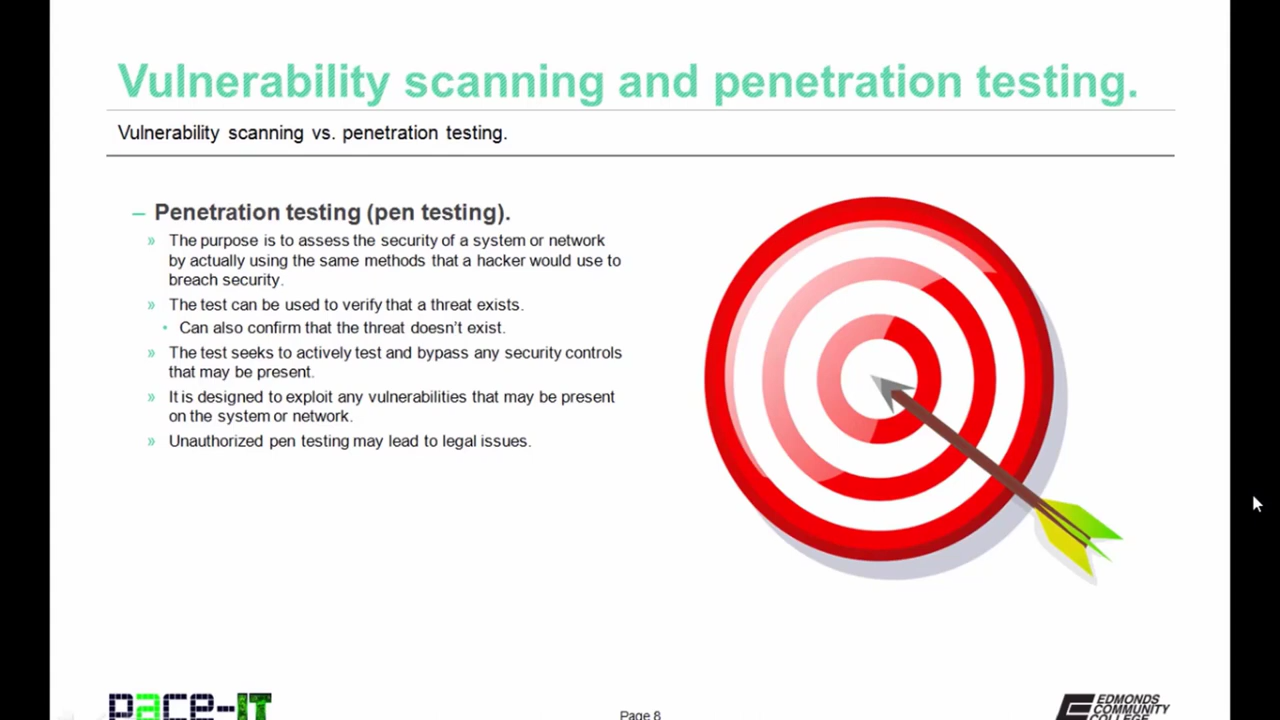 Vulnerability scanning and penetration testing.
Vulnerability scanning vs. penetration testing.
– Penetration testing (pen testing).
» The purpose is to assess the security of a system or network
by actually using the same methods that a hacker would use to
breach security.
» The test can be used to verify that a threat exists.
• Can also confirm that the threat doesn't exist.
» The test seeks to actively test and bypass any security controls
that may be present.
» It is designed to exploit any vulnerabilities that may be present
on the system or network.
» Unauthorized pen testing may lead to legal issues.
pace-IT
Page 8
EDMONDS
COMMUNITY
COLLEGE